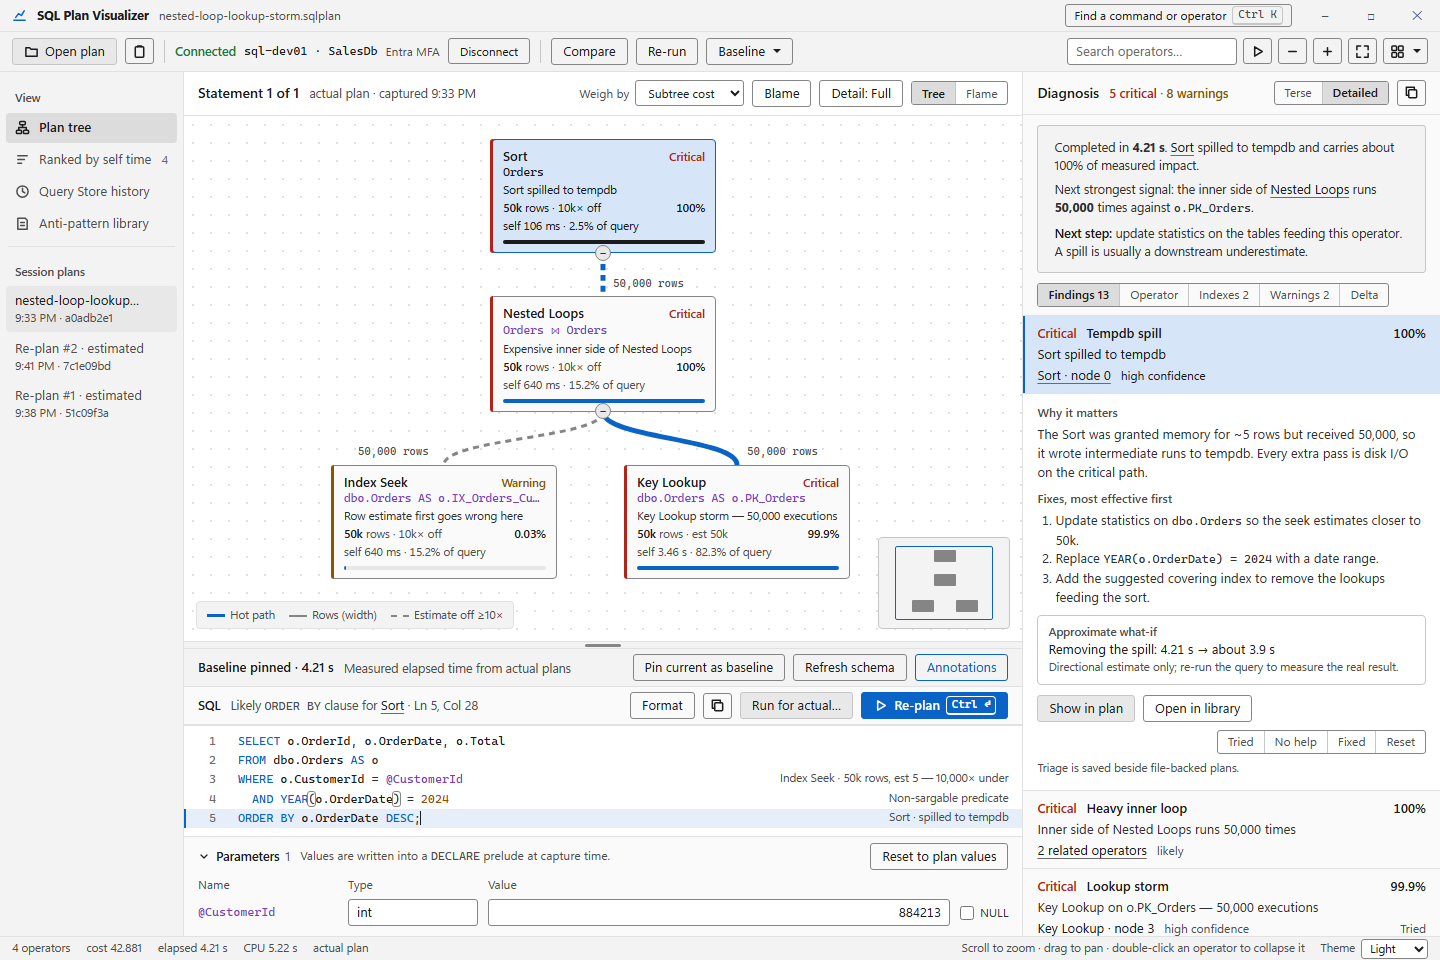 SQL Plan Visualizer nested-loop-lookup-storm.sqlplan
Find a command or operator Ctrl K
Open plan
Connected sql-dev01 · SalesDb Entra MFA Disconnect Compare Re-run Baseline
Search operators...
View
Plan tree
Ranked by self time 4
Query Store history
Anti-pattern library
Session plans
nested-loop-lookup...
9:33 PM · a0adb2e1
Re-plan #2 · estimated
9:41 PM · 7c1e09bd
Re-plan #1 · estimated
9:38 PM · 51c09f3a
Statement 1 of 1 actual plan · captured 9:33 PM
Weigh by Subtree cost Blame Detail: Full Tree Flame
Sort Critical
Orders
Sort spilled to tempdb
50k rows · 10k× off 100%
self 106 ms · 2.5% of query
50,000 rows
Nested Loops Critical
Orders ⋈ Orders
Expensive inner side of Nested Loops
50k rows · 10k× off 100%
self 640 ms · 15.2% of query
50,000 rows
50,000 rows
Index Seek Warning
dbo.Orders AS o.IX_Orders_Cu…
Row estimate first goes wrong here
50k rows · 10k× off 0.03%
self 640 ms · 15.2% of query
Key Lookup Critical
dbo.Orders AS o.PK_Orders
Key Lookup storm — 50,000 executions
50k rows · est 50k 99.9%
self 3.46 s · 82.3% of query
Hot path Rows (width) Estimate off ≥10×
Baseline pinned · 4.21 s Measured elapsed time from actual plans
Pin current as baseline Refresh schema Annotations
SQL Likely ORDER BY clause for Sort · Ln 5, Col 28
Format Run for actual... Re-plan Ctrl ⏎
1 SELECT o.OrderId, o.OrderDate, o.Total
2 FROM dbo.Orders AS o
3 WHERE o.CustomerId = @CustomerId Index Seek · 50k rows, est 5 — 10,000× under
4 AND YEAR(o.OrderDate) = 2024 Non-sargable predicate
5 ORDER BY o.OrderDate DESC; Sort · spilled to tempdb
Parameters 1 Values are written into a DECLARE prelude at capture time.
Reset to plan values
Name Type Value
@CustomerId int 884213 NULL
Diagnosis 5 critical · 8 warnings
Terse Detailed
Completed in 4.21 s. Sort spilled to tempdb and carries about
100% of measured impact.
Next strongest signal: the inner side of Nested Loops runs
50,000 times against o.PK_Orders.
Next step: update statistics on the tables feeding this operator.
A spill is usually a downstream underestimate.
Findings 13 Operator Indexes 2 Warnings 2 Delta
Critical Tempdb spill 100%
Sort spilled to tempdb
Sort · node 0 high confidence
Why it matters
The Sort was granted memory for ~5 rows but received 50,000, so
it wrote intermediate runs to tempdb. Every extra pass is disk I/O
on the critical path.
Fixes, most effective first
1. Update statistics on dbo.Orders so the seek estimates closer to
50k.
2. Replace YEAR(o.OrderDate) = 2024 with a date range.
3. Add the suggested covering index to remove the lookups
feeding the sort.
Approximate what-if
Removing the spill: 4.21 s → about 3.9 s
Directional estimate only; re-run the query to measure the real result.
Show in plan Open in library
Tried No help Fixed Reset
Triage is saved beside file-backed plans.
Critical Heavy inner loop 100%
Inner side of Nested Loops runs 50,000 times
2 related operators likely
Critical Lookup storm 99.9%
Key Lookup on o.PK_Orders — 50,000 executions
Key Lookup · node 3 high confidence Tried
4 operators cost 42.881 elapsed 4.21 s CPU 5.22 s actual plan
Scroll to zoom · drag to pan · double-click an operator to collapse it Theme Light